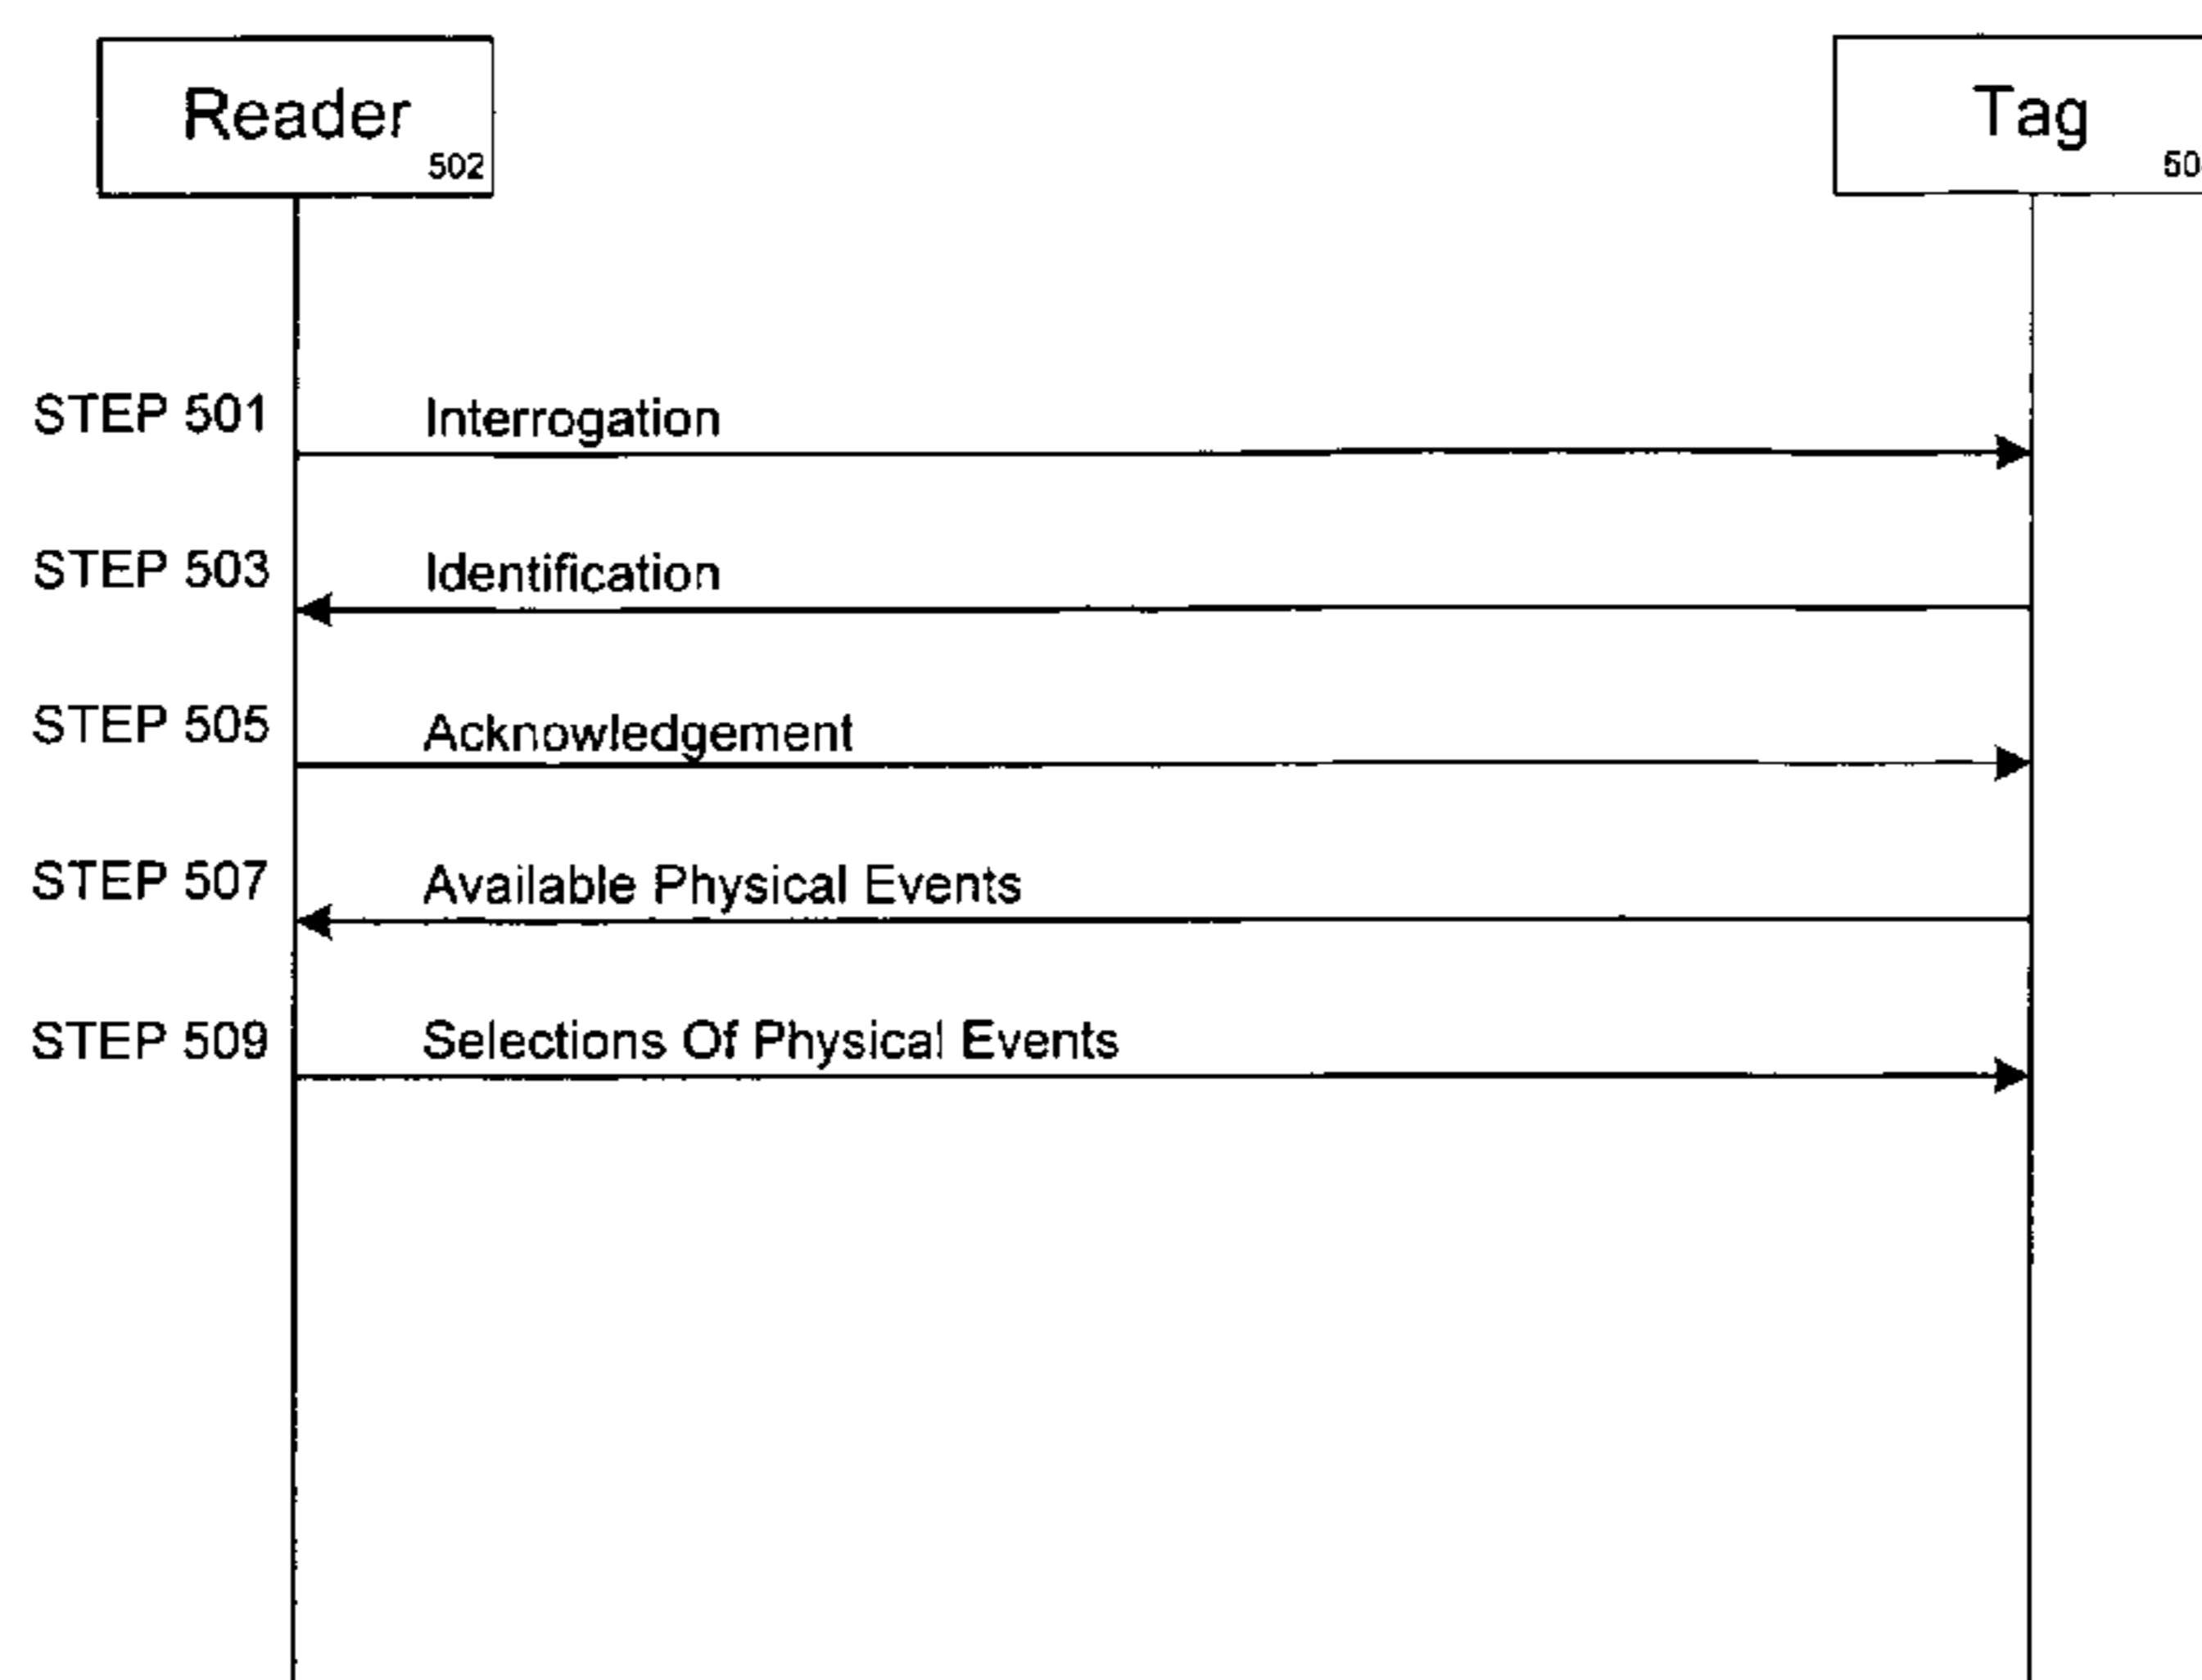 Reader
502
Tag
STEP 501 Interrogation
STEP 503 Identification
STEP 505 Acknowledgement
STEP 507 Available Physical Events
STEP 509 Selections Of Physical Events